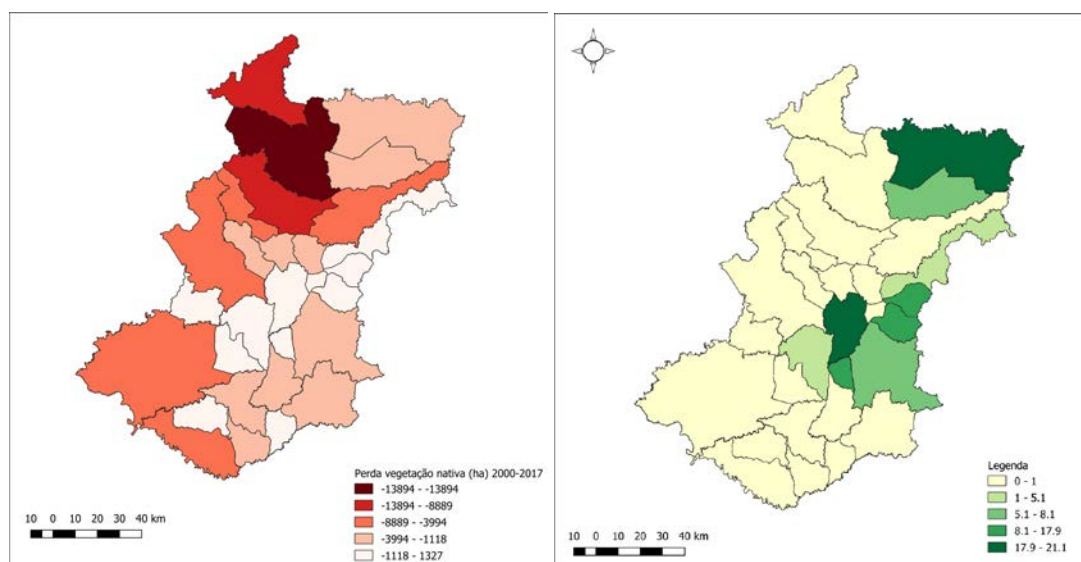 Perda vegetação nativa (ha) 2000-2017
-13894 - -13894
-13894 - -8889
-8889 - -3994
-3994 - -1118
-1118 - 1327
10 0 10 20 30 40 km
Legenda
0 - 1
1 - 5.1
5.1 - 8.1
8.1 - 17.9
17.9 - 21.1
10 0 10 20 30 40 km